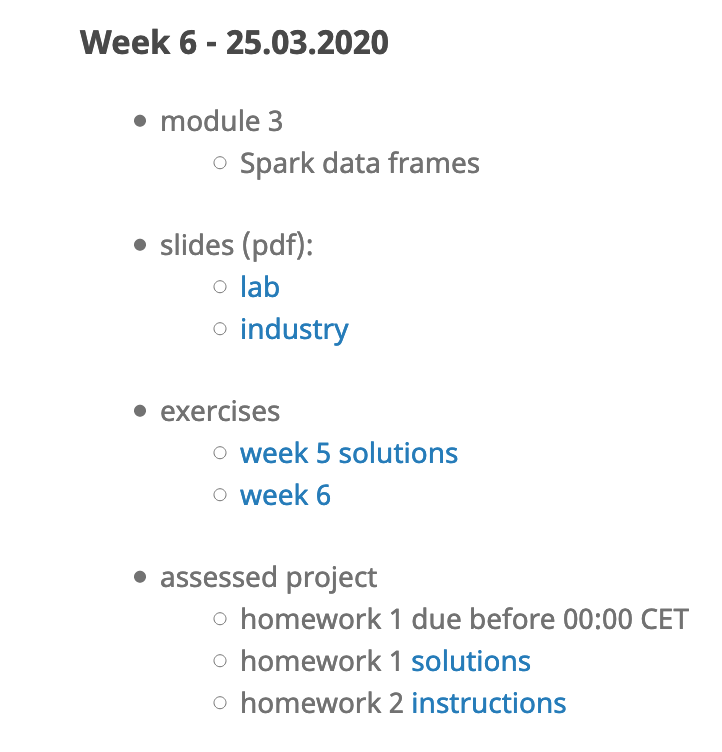 Week 6 - 25.03.2020
module 3
Spark data frames
slides (pdf):
lab
industry
exercises
week 5 solutions
week 6
assessed project
homework 1 due before 00:00 CET
homework 1 solutions
homework 2 instructions